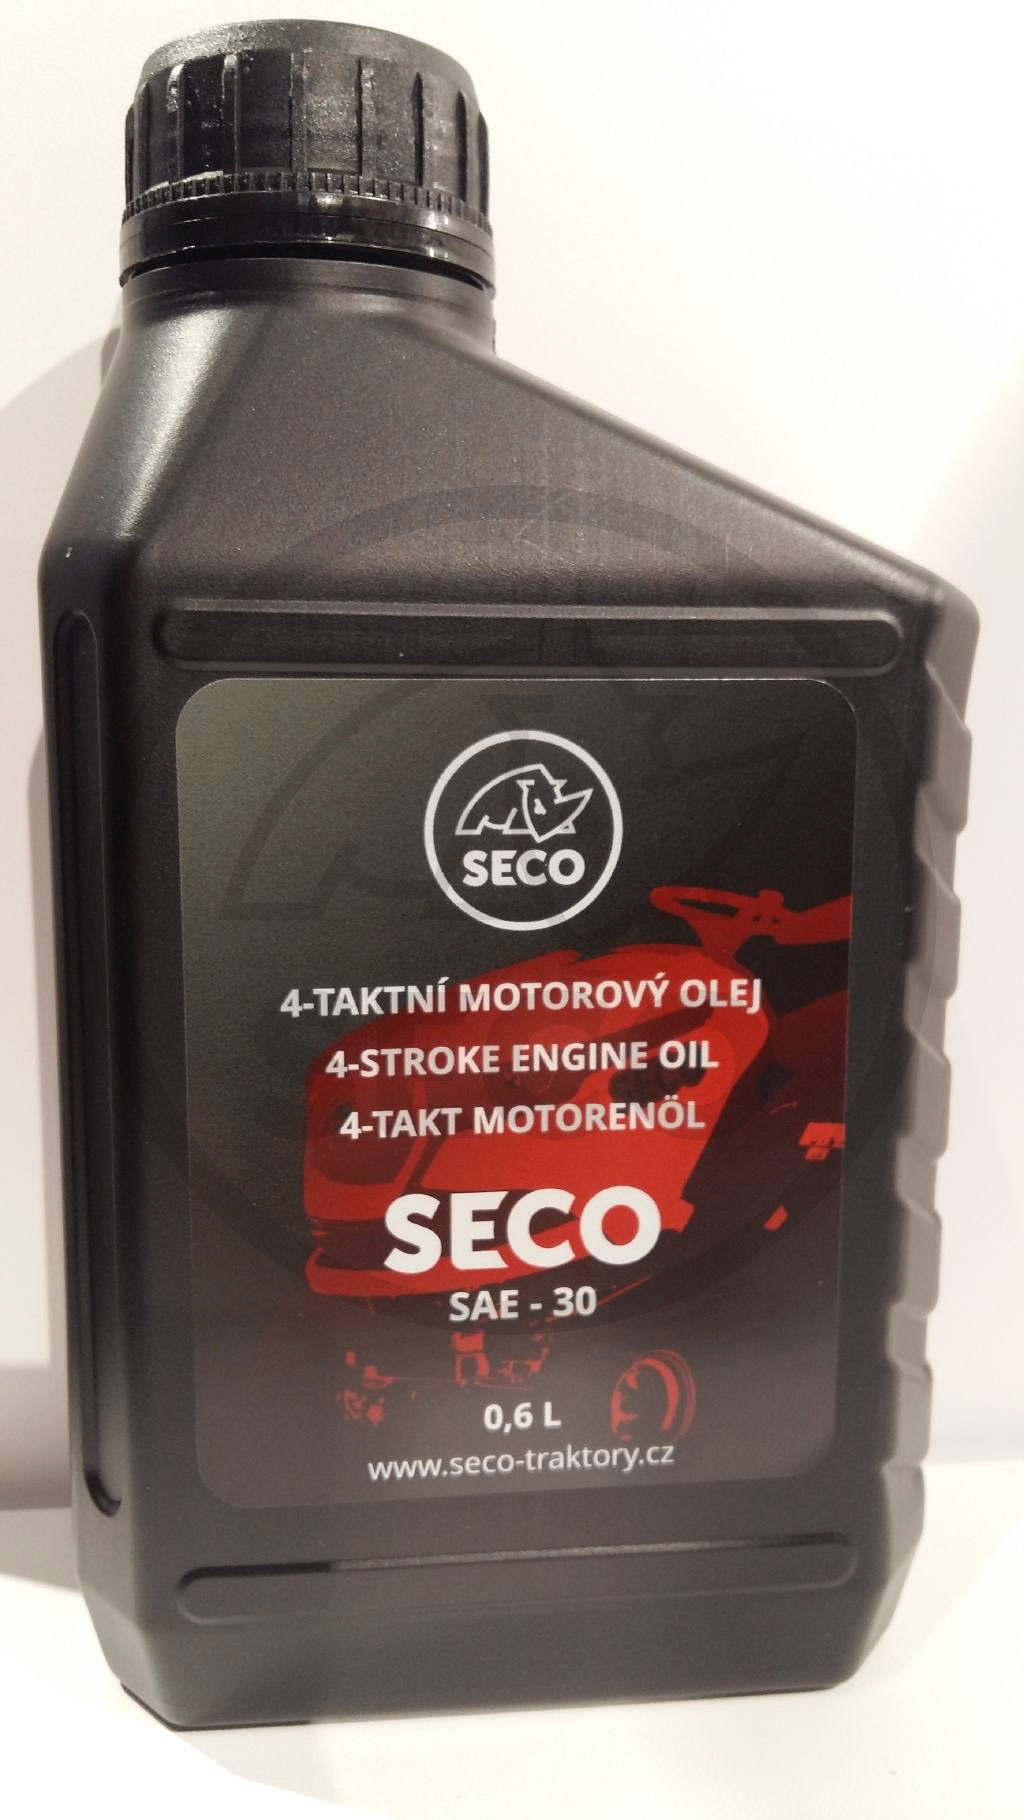 SECO
4-TAKTNÍ MOTOROVÝ OLEJ
4-STROKE ENGINE OIL
4-TAKT MOTORENÖL
SECO
SAE - 30
0,6 L
www.seco-traktory.cz